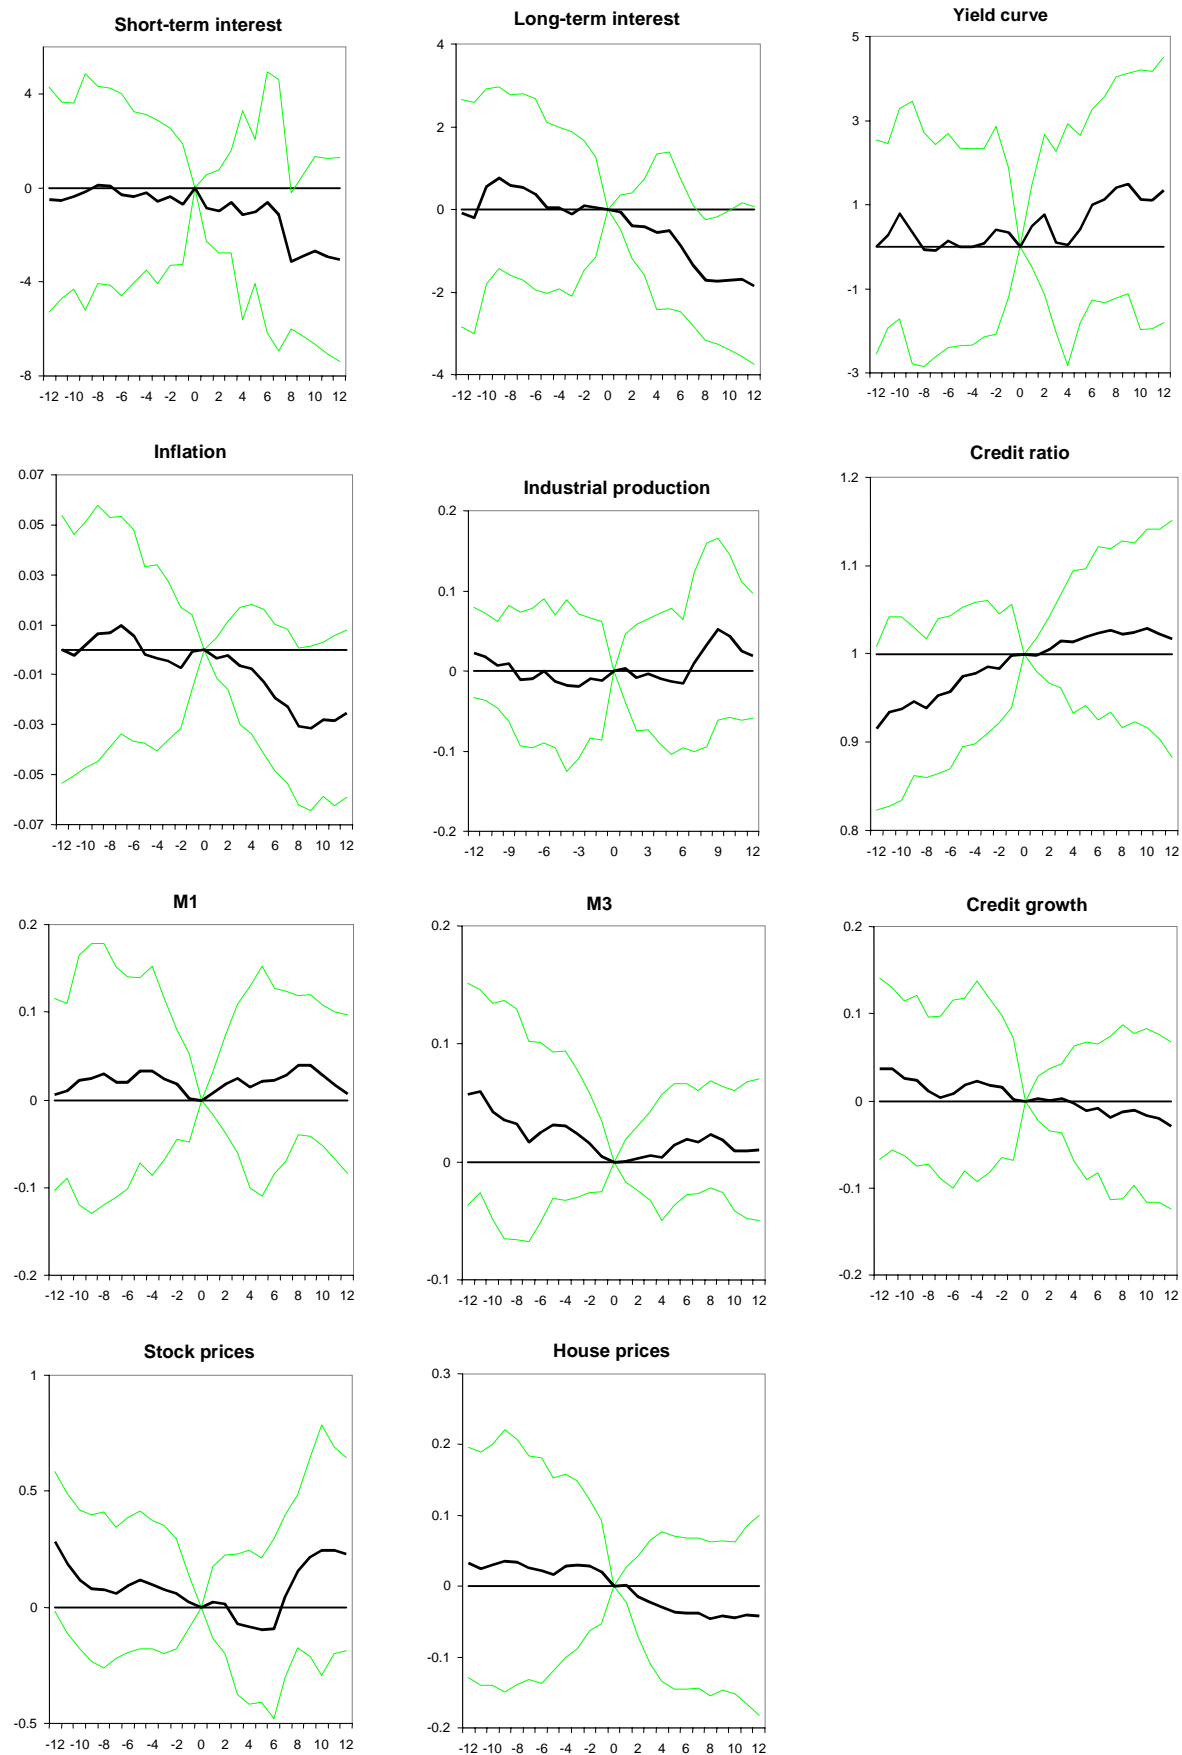 Short-term interest
4
0
-4
-8
-12 -10 -8 -6 -4 -2 0 2 4 6 8 10 12
Long-term interest
4
2
0
-2
-4
-12 -10 -8 -6 -4 -2 0 2 4 6 8 10 12
Yield curve
5
3
1
-1
-3
-12 -10 -8 -6 -4 -2 0 2 4 6 8 10 12
Inflation
0.07
0.05
0.03
0.01
-0.01
-0.03
-0.05
-0.07
-12 -10 -8 -6 -4 -2 0 2 4 6 8 10 12
Industrial production
0.2
0.1
0
-0.1
-0.2
-12 -9 -6 -3 0 3 6 9 12
Credit ratio
1.2
1.1
1
0.9
0.8
-12 -10 -8 -6 -4 -2 0 2 4 6 8 10 12
M1
0.2
0.1
0
-0.1
-0.2
-12 -10 -8 -6 -4 -2 0 2 4 6 8 10 12
M3
0.2
0.1
0
-0.1
-12 -10 -8 -6 -4 -2 0 2 4 6 8 10 12
Credit growth
0.2
0.1
0
-0.1
-0.2
-12 -10 -8 -6 -4 -2 0 2 4 6 8 10 12
Stock prices
1
0.5
0
-0.5
-12 -10 -8 -6 -4 -2 0 2 4 6 8 10 12
House prices
0.3
0.2
0.1
0
-0.1
-0.2
-12 -10 -8 -6 -4 -2 0 2 4 6 8 10 12